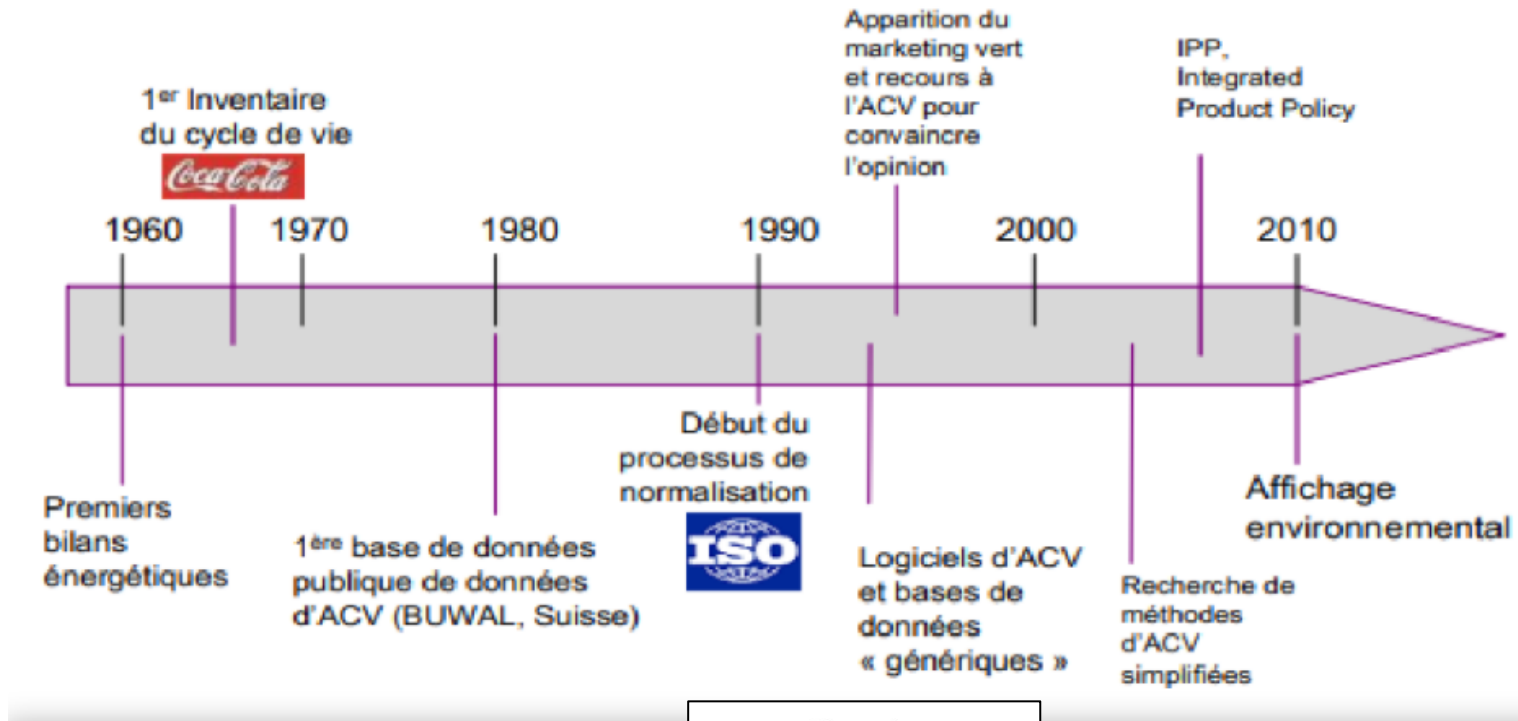 Apparition du
marketing vert
et recours à
l'ACV pour
convaincre
l'opinion
IPP,
Integrated
Product Policy
1er Inventaire
du cycle de vie
Coca-Cola
1960
1970
1980
1990
2000
2010
Premiers
bilans
énergétiques
1ère base de données
publique de données
d'ACV (BUWAL, Suisse)
Début du
processus de
normalisation
ISO
Logiciels d'ACV
et bases de
données
« génériques »
Recherche de
méthodes
d'ACV
simplifiées
Affichage
environnemental